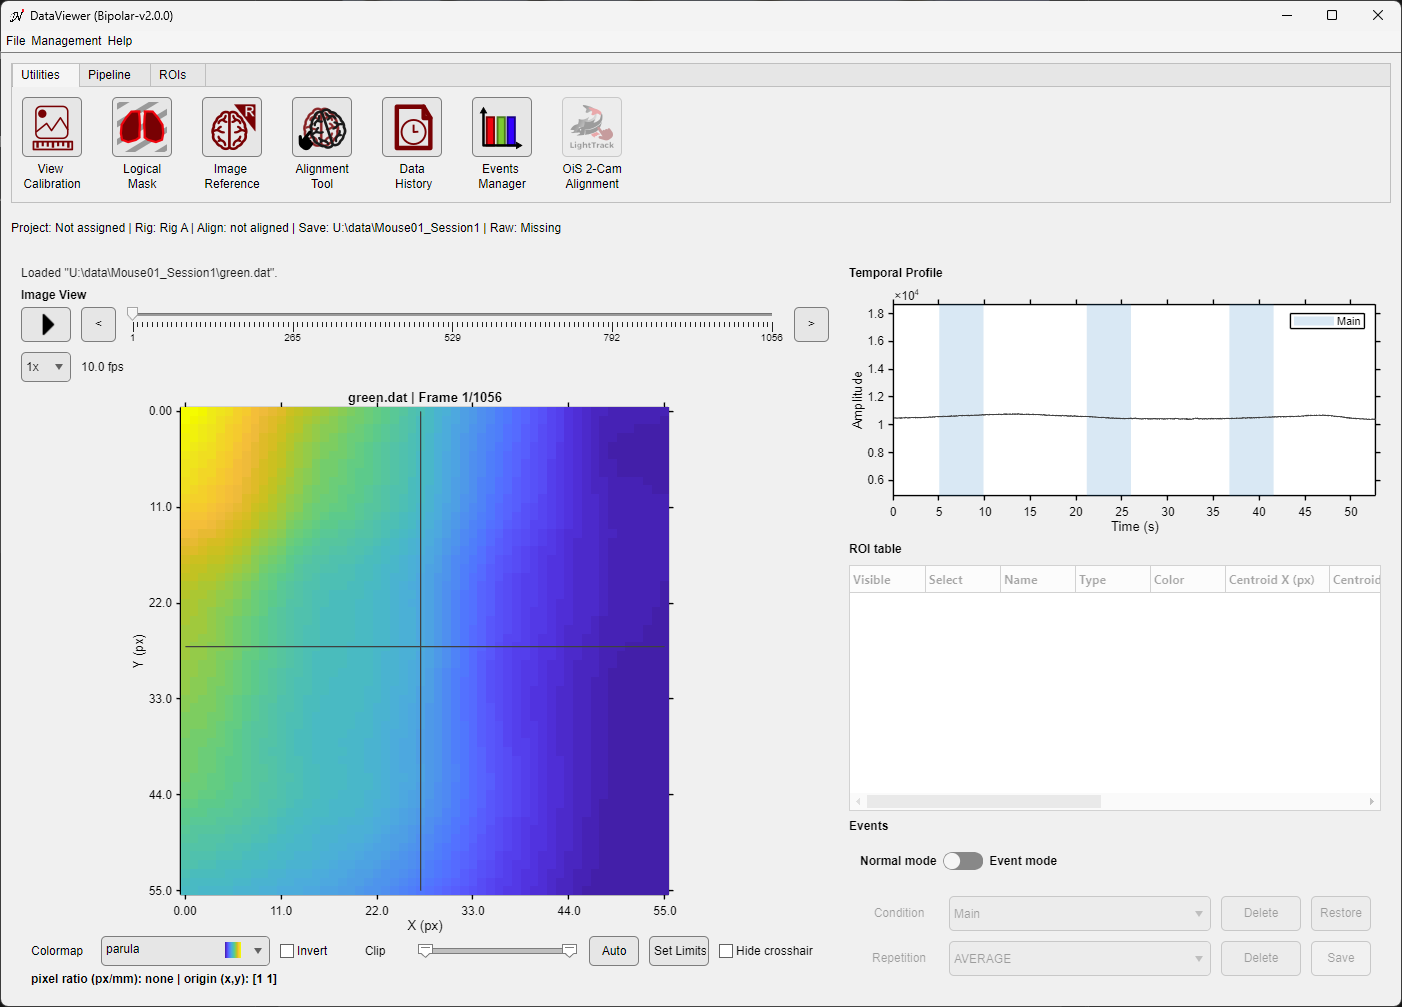 DataViewer (Bipolar-v2.0.0)
File Management Help
Utilities Pipeline ROIs
View Calibration
Logical Mask
Image Reference
Alignment Tool
Data History
Events Manager
LightTrack
OiS 2-Cam Alignment
R
Project: Not assigned | Rig: Rig A | Align: not aligned | Save: U:\data\Mouse01_Session1 | Raw: Missing
Loaded "U:\data\Mouse01_Session1\green.dat".
Image View
< >
1 265 529 792 1056
1x 10.0 fps
green.dat | Frame 1/1056
0.00
11.0
22.0
33.0
44.0
55.0
Y (px)
0.00 11.0 22.0 33.0 44.0 55.0
X (px)
Colormap parula Invert Clip Auto Set Limits Hide crosshair
pixel ratio (px/mm): none | origin (x,y): [1 1]
Temporal Profile
×10⁴
1.8
1.6
1.4
1.2
1
0.8
0.6
Amplitude
Main
0 5 10 15 20 25 30 35 40 45 50
Time (s)
ROI table
Visible Select Name Type Color Centroid X (px) Centroid
Events
Normal mode Event mode
Condition Main Delete Restore
Repetition AVERAGE Delete Save